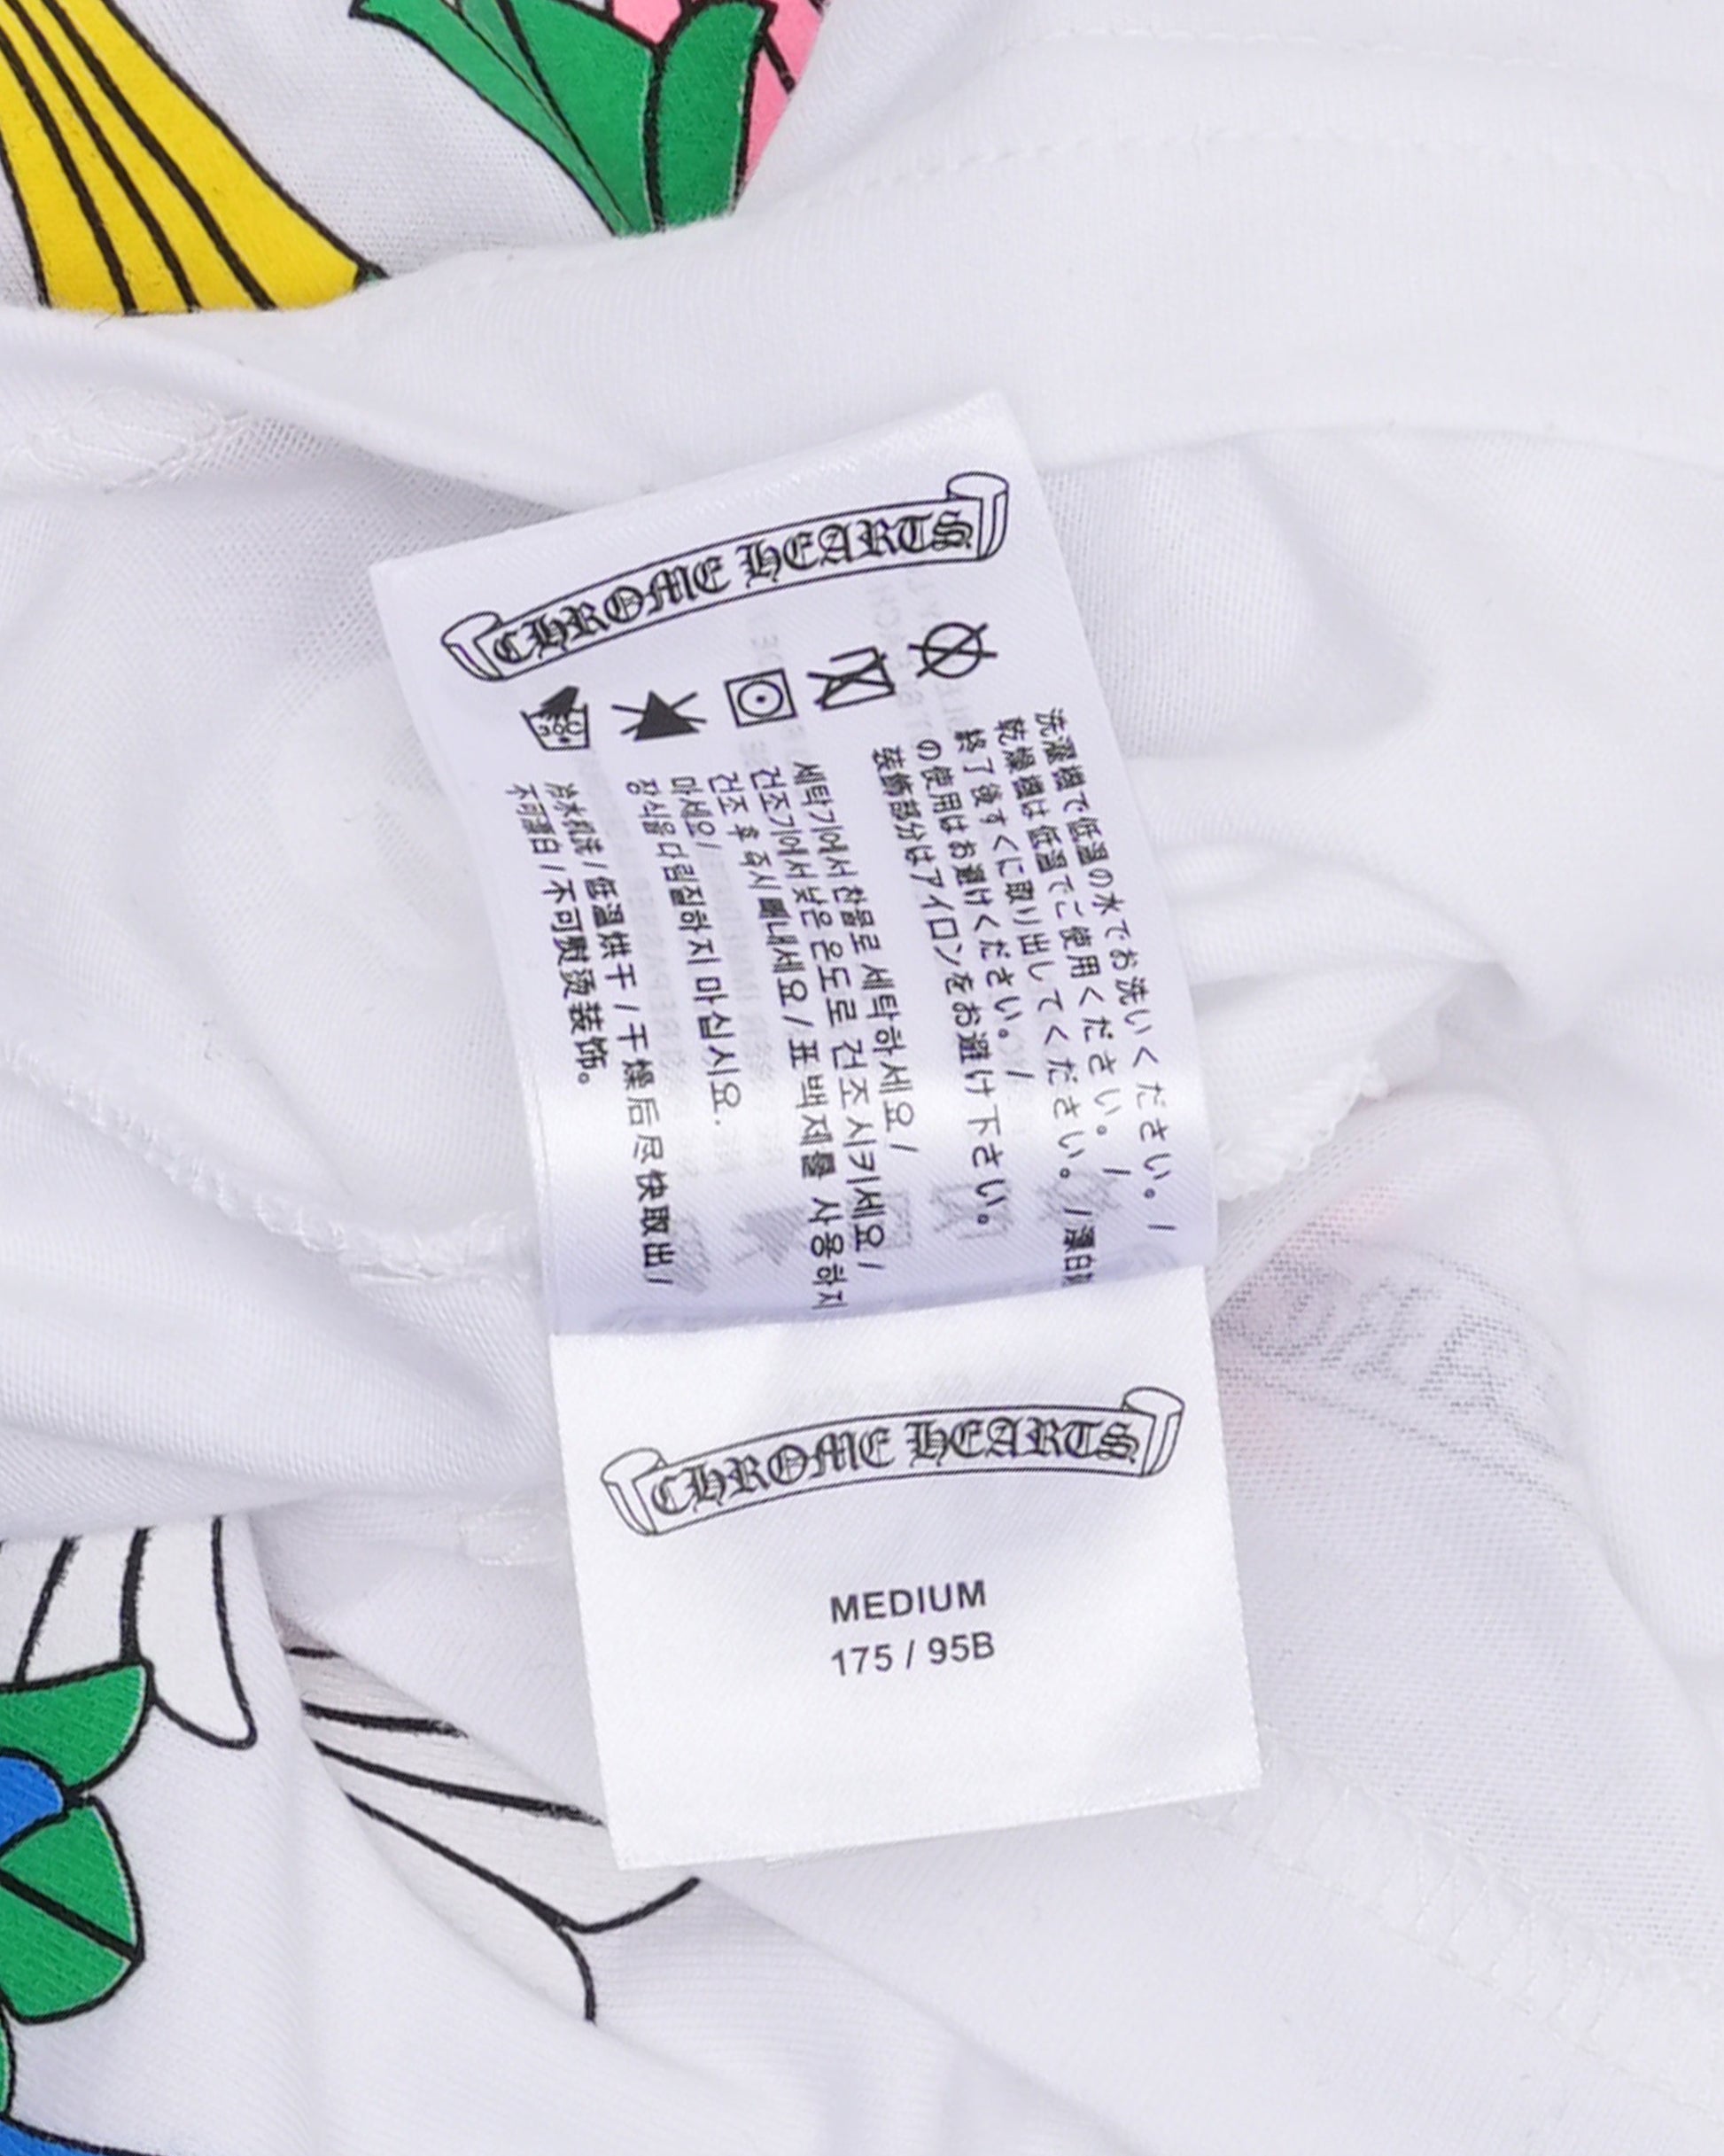 CHROME HEARTS
洗濯機で低温の水でお洗いください。/
乾燥機は低温でご使用ください。/
終了後すぐに取り出してください。/漂白
の使用はお避けください。/
装飾部分はアイロンをお避け下さい。
세탁기에서 찬물로 세탁하세요/
건조기에서 낮은 온도로 건조시키세요/
건조 후 즉시 빼내세요/표백제를 사용하지
마세요/
장식을 다림질하지 마십시요.
冷水机洗/低温烘干/干燥后尽快取出/
不可漂白/不可熨烫装饰。
CHROME HEARTS
MEDIUM
175 / 95B